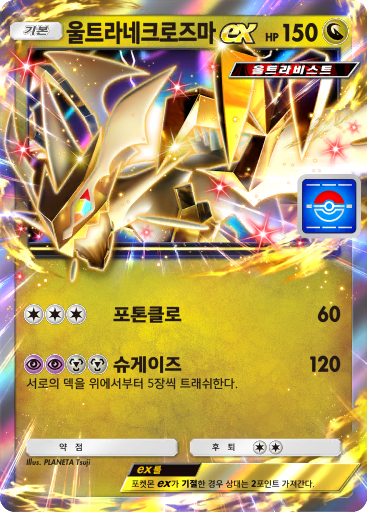 기본 울트라네크로즈마 ex HP 150
울트라비스트
포톤클로 60
슈게이즈 120
서로의 덱을 위에서부터 5장씩 트래쉬한다.
약점 후퇴
Illus. PLANETA Tsuji
ex룰
포켓몬 ex가 기절한 경우 상대는 2포인트 가져간다.